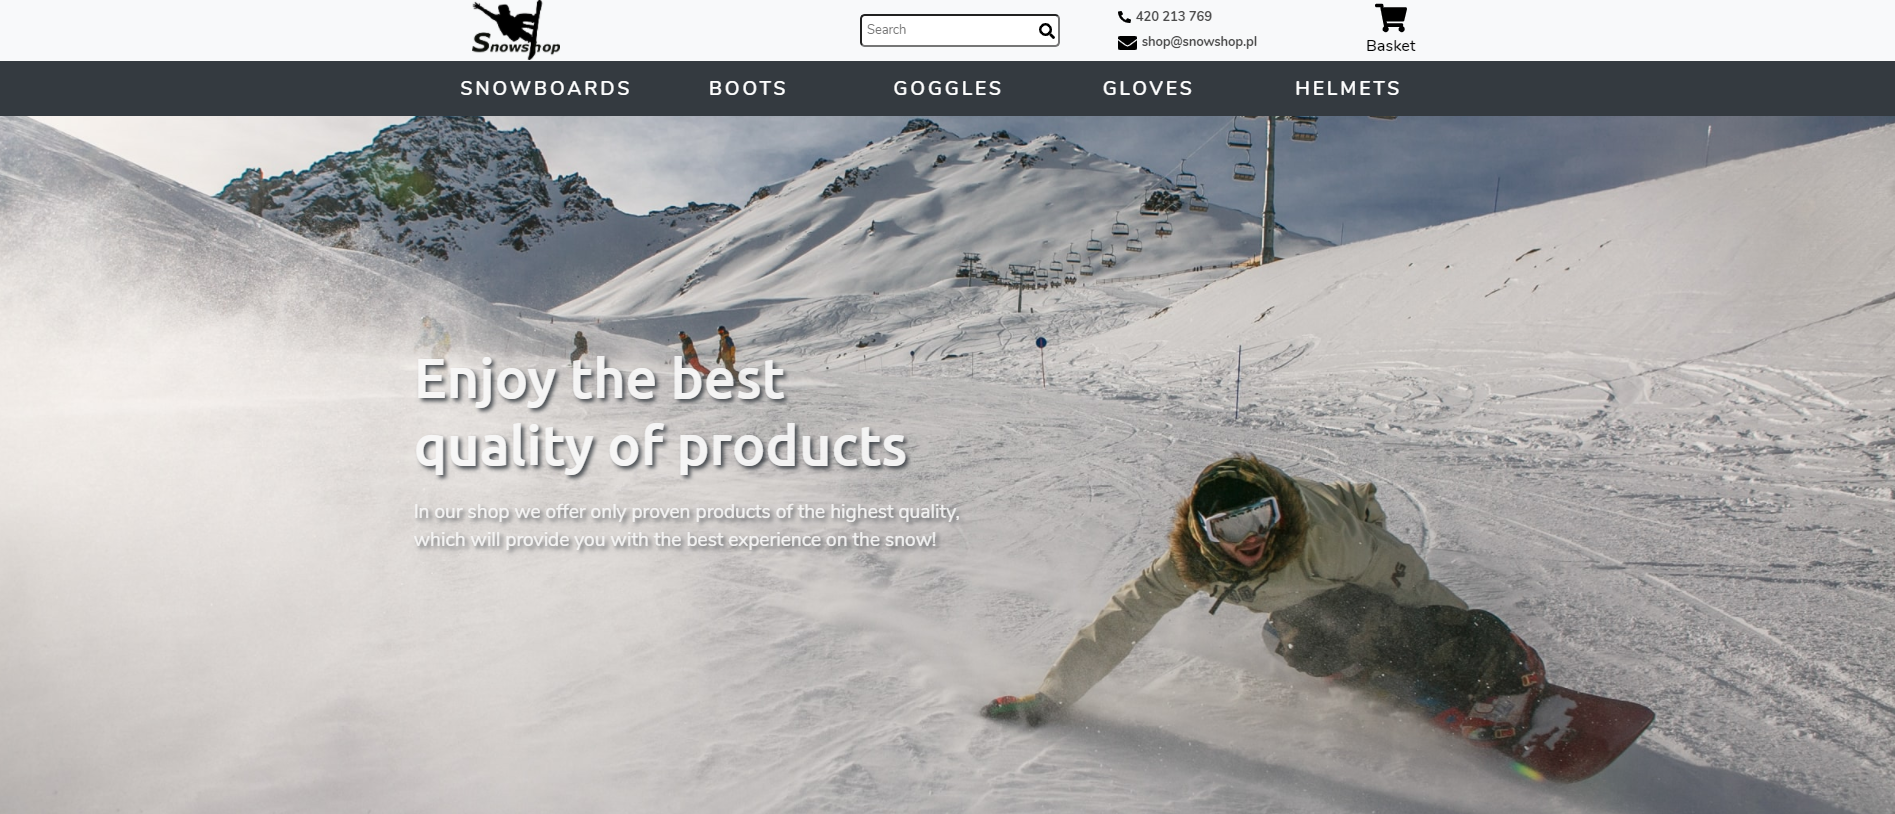 Snowshop
Search
420 213 769
shop@snowshop.pl
Basket
SNOWBOARDS BOOTS GOGGLES GLOVES HELMETS
Enjoy the best
quality of products
In our shop we offer only proven products of the highest quality,
which will provide you with the best experience on the snow!